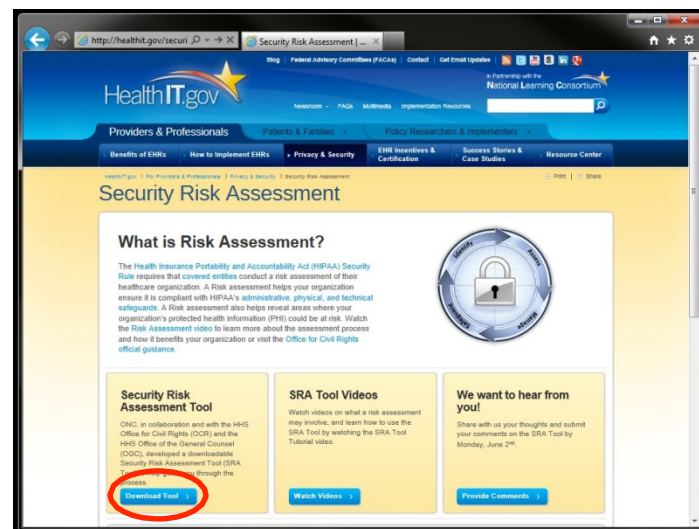 http://healthit.gov/securi
Security Risk Assessment | ...
Blog | Federal Advisory Committees (FACAs) | Contact | Get Email Updates
In Partnership with the
National Learning Consortium
Health IT.gov
Newsroom FAQs Multimedia Implementation Resources
Providers & Professionals Patients & Families Policy Researchers & Implementers
Benefits of EHRs How to Implement EHRs Privacy & Security EHR Incentives & Certification Success Stories & Case Studies Resource Center
HealthIT.gov For Providers & Professionals Privacy & Security Security Risk Assessment
Print | Share
Security Risk Assessment
What is Risk Assessment?
The Health Insurance Portability and Accountability Act (HIPAA) Security
Rule requires that covered entities conduct a risk assessment of their
healthcare organization. A Risk assessment helps your organization
ensure it is compliant with HIPAA's administrative, physical, and technical
safeguards. A Risk assessment also helps reveal areas where your
organization's protected health information (PHI) could be at risk. Watch
the Risk Assessment video to learn more about the assessment process
and how it benefits your organization or visit the Office for Civil Rights
official guidance.
Identify
Assess
Manage
Security Risk
Assessment Tool
ONC, in collaboration and with the HHS
Office for Civil Rights (OCR) and the
HHS Office of the General Counsel
(OGC), developed a downloadable
Security Risk Assessment Tool (SRA
you through the
process.
Download Tool
SRA Tool Videos
Watch videos on what a risk assessment
may involve, and learn how to use the
SRA Tool by watching the SRA Tool
Tutorial video.
Watch Videos
We want to hear from
you!
Share with us your thoughts and submit
your comments on the SRA Tool by
Monday, June 2nd.
Provide Comments